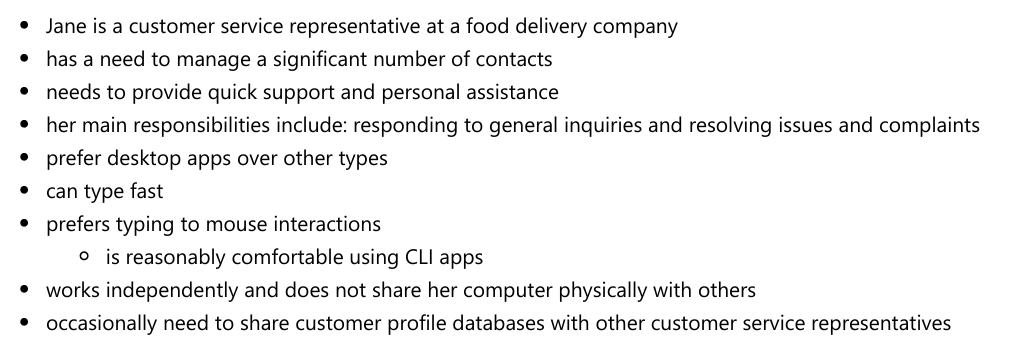 • Jane is a customer service representative at a food delivery company
• has a need to manage a significant number of contacts
• needs to provide quick support and personal assistance
• her main responsibilities include: responding to general inquiries and resolving issues and complaints
• prefer desktop apps over other types
• can type fast
• prefers typing to mouse interactions
◦ is reasonably comfortable using CLI apps
• works independently and does not share her computer physically with others
• occasionally need to share customer profile databases with other customer service representatives